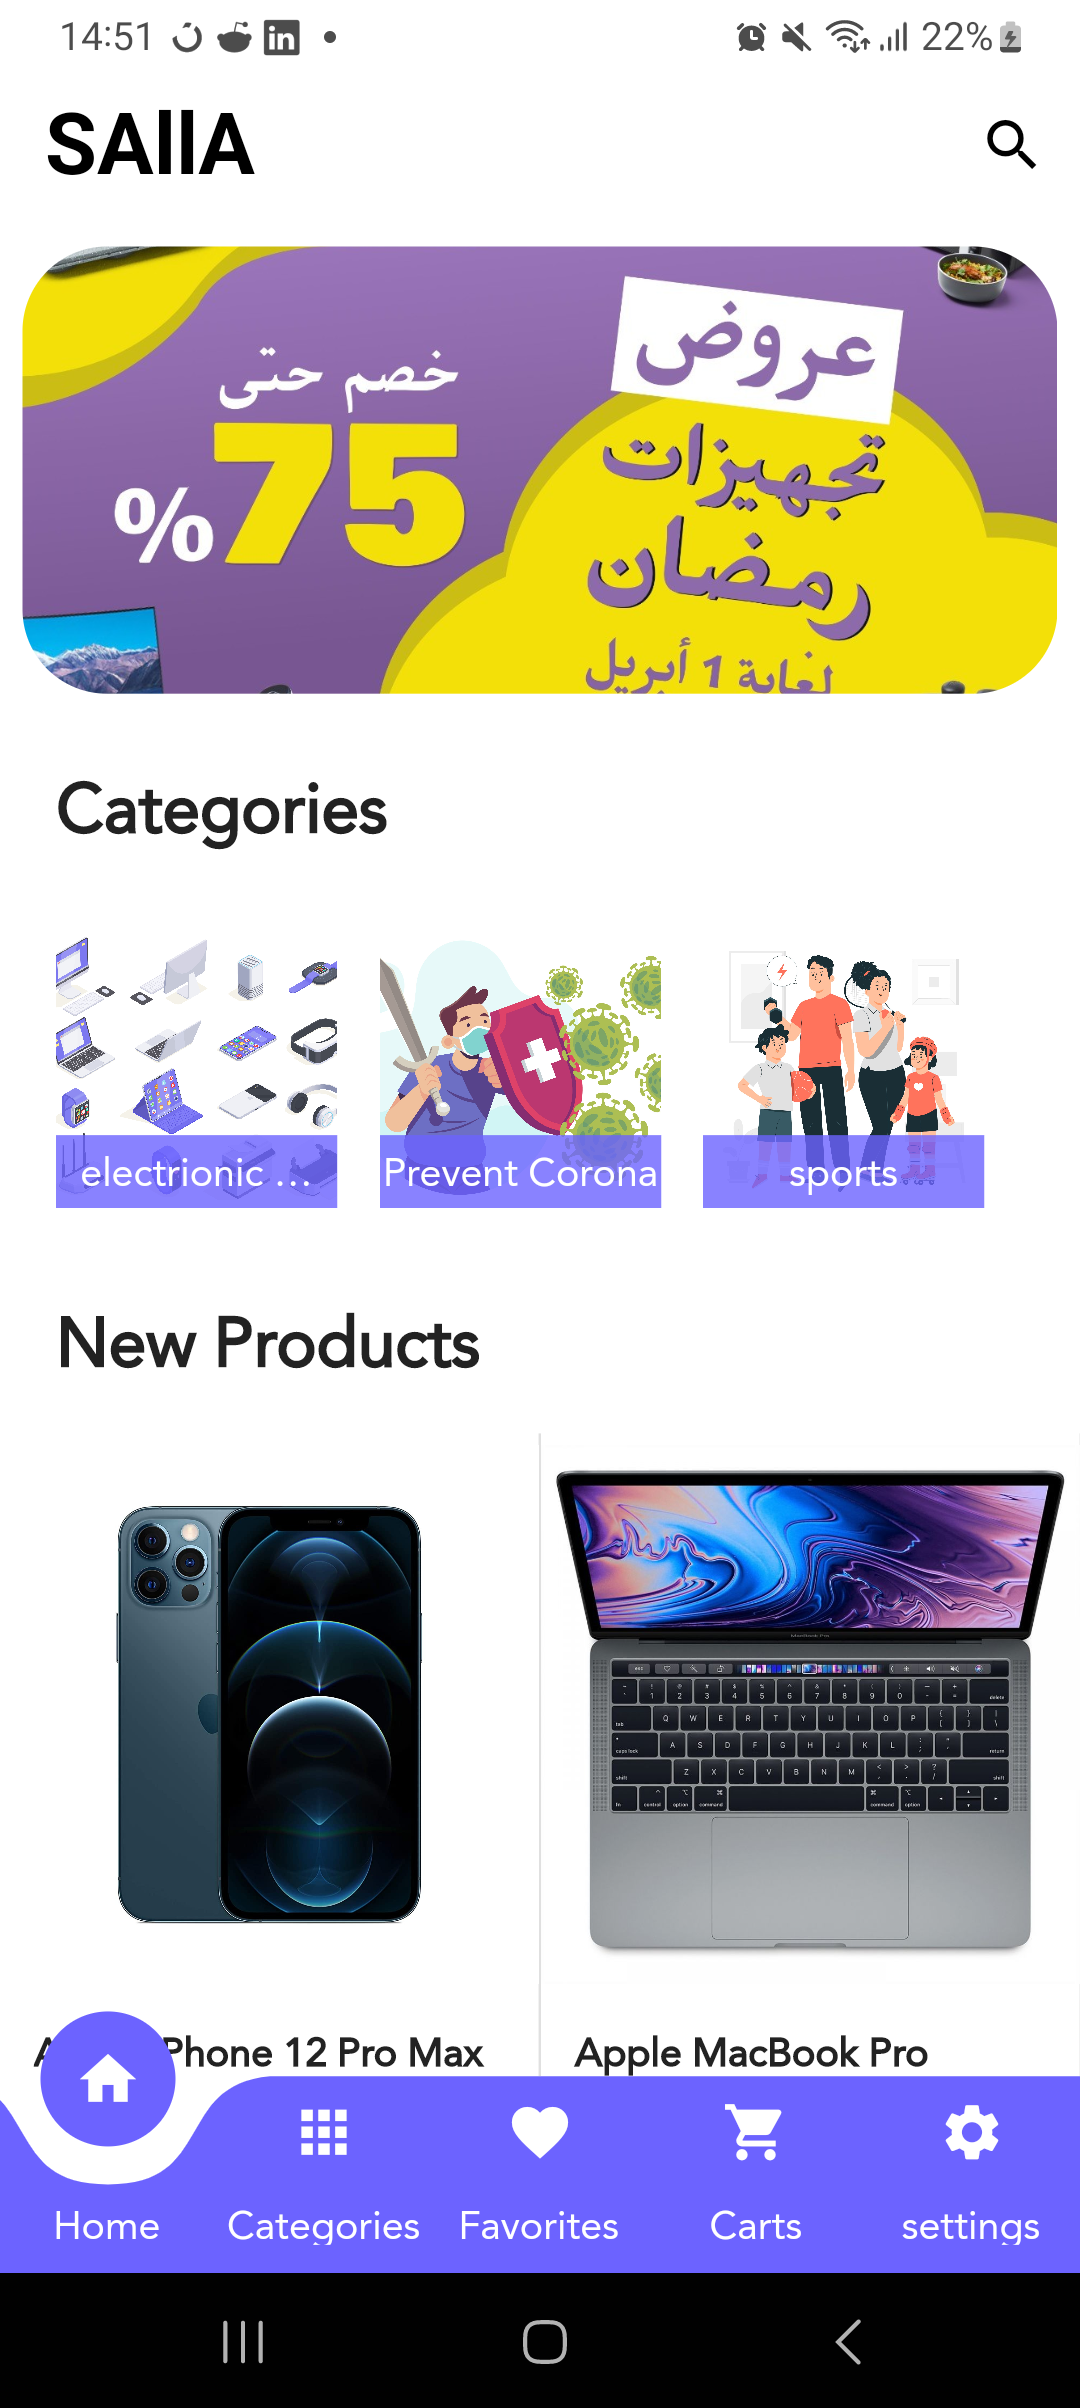 14:51
22%
SAllA
عروض
خصم حتى
75%
تجهيزات
رمضان
لغاية 1 أبريل
Categories
electrionic ...
Prevent Corona
sports
New Products
Phone 12 Pro Max
Apple MacBook Pro
Home
Categories
Favorites
Carts
settings